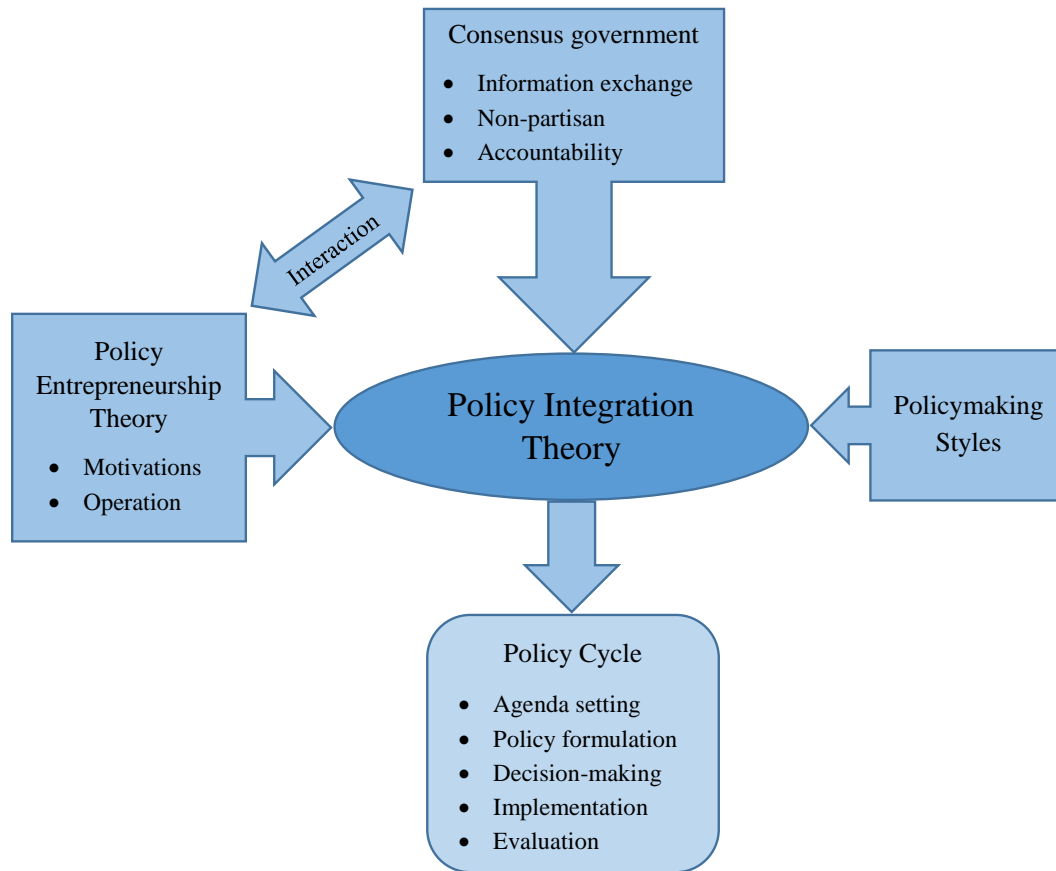 Consensus government
• Information exchange
• Non-partisan
• Accountability
Interaction
Policy
Entrepreneurship
Theory
• Motivations
• Operation
Policy Integration
Theory
Policymaking
Styles
Policy Cycle
• Agenda setting
• Policy formulation
• Decision-making
• Implementation
• Evaluation